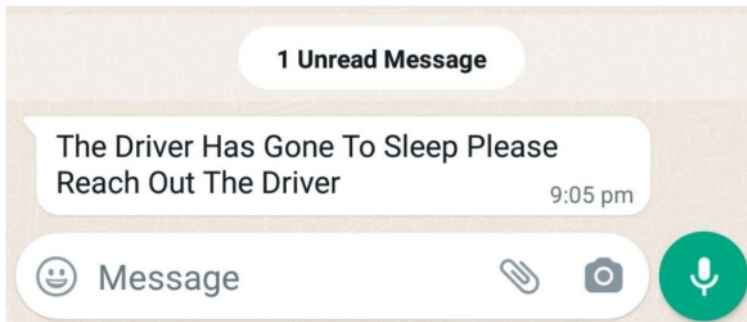 1 Unread Message
The Driver Has Gone To Sleep Please
Reach Out The Driver
9:05 pm
Message